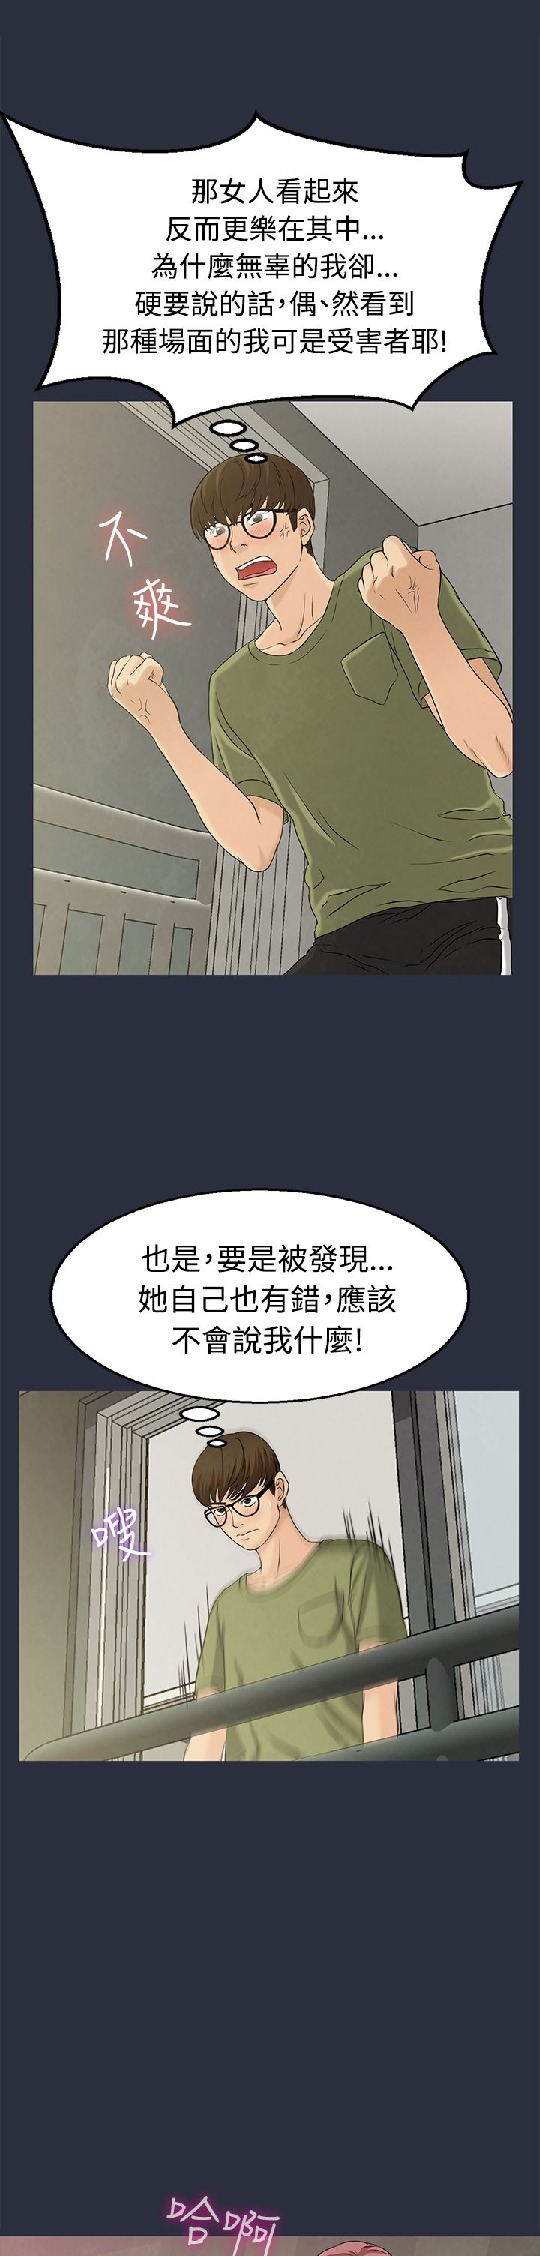 那女人看起來
反而更樂在其中...
為什麼無辜的我卻...
硬要說的話,偶、然看到
那種場面的我可是受害者耶!
不
爽
也是,要是被發現...
她自己也有錯,應該
不會說我什麼!
嗖
哈啊